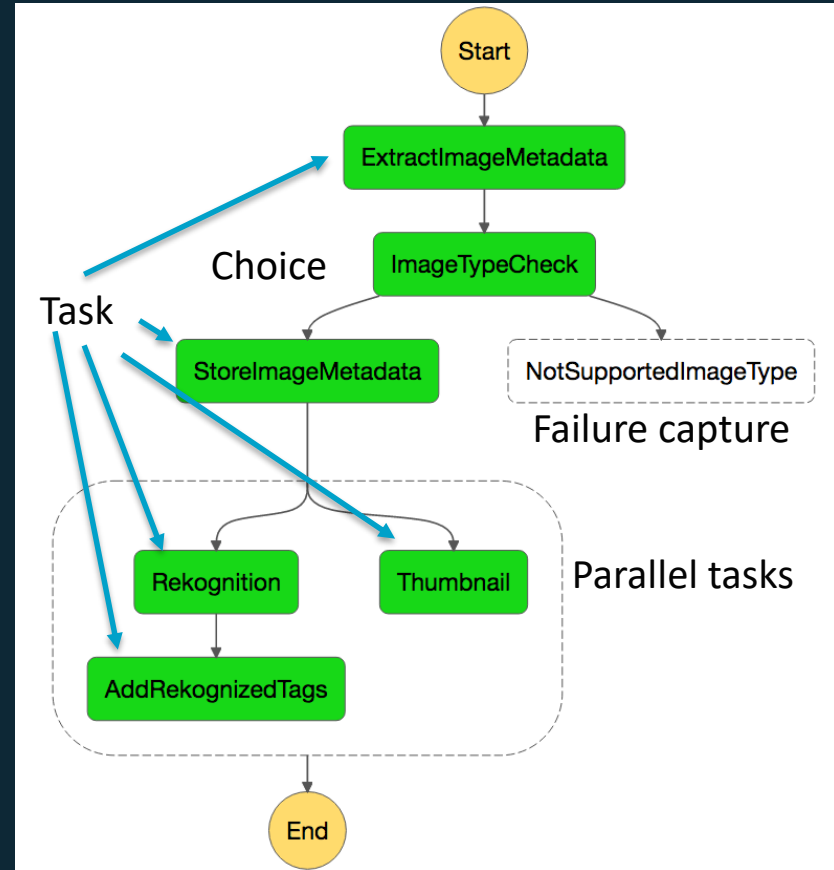 Start
ExtractImageMetadata
Choice
ImageTypeCheck
Task
StoreImageMetadata
NotSupportedImageType
Failure capture
Rekognition
Thumbnail
Parallel tasks
AddRekognizedTags
End